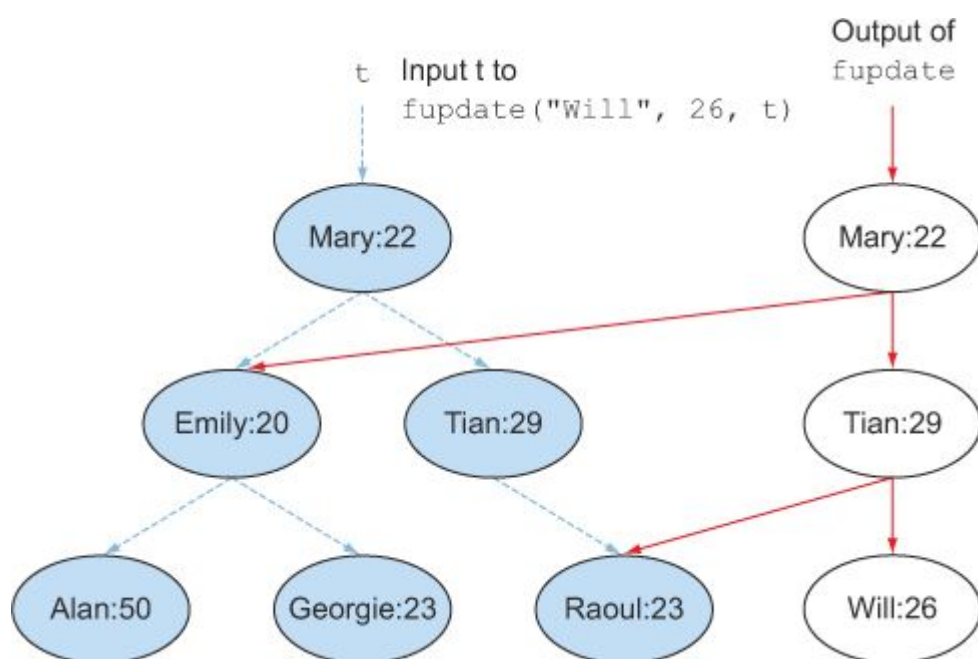 Output of
fupdate
t Input t to
fupdate("Will", 26, t)
Mary:22
Mary:22
Emily:20
Tian:29
Tian:29
Alan:50
Georgie:23
Raoul:23
Will:26